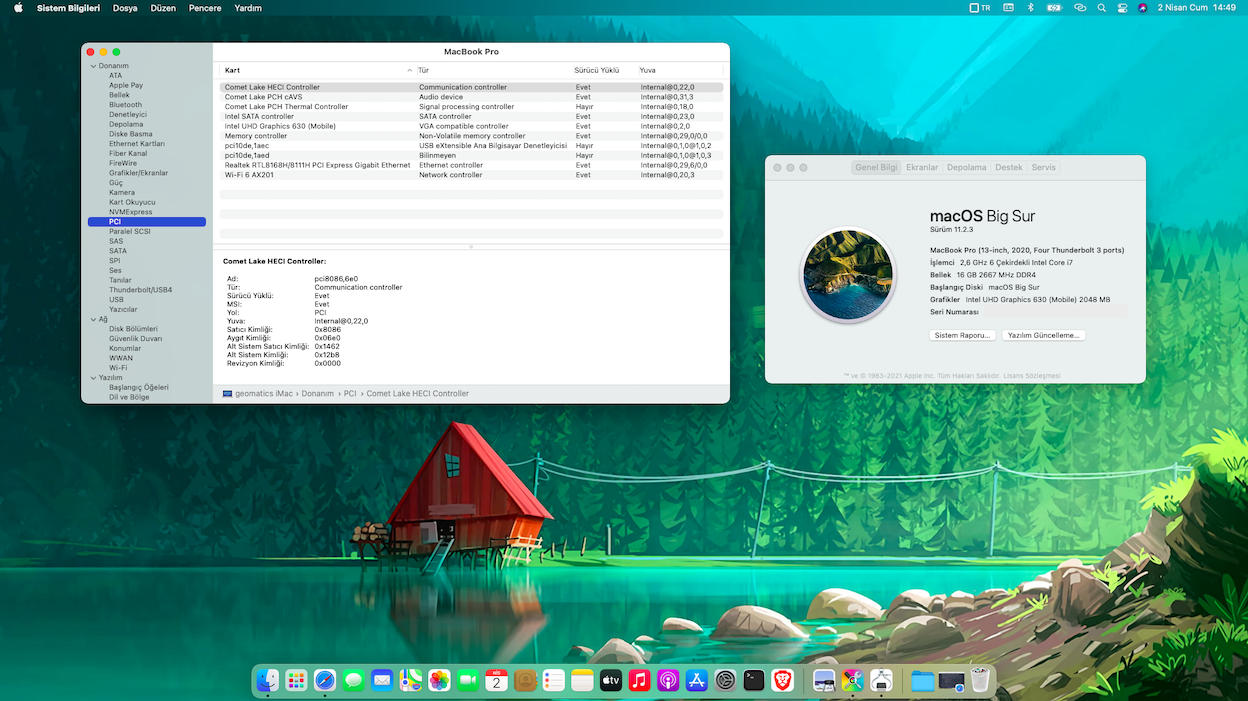 Sistem Bilgileri Dosya Düzen Pencere Yardım TR 2 Nisan Cum 14:49
MacBook Pro
Donanım
ATA
Apple Pay
Bellek
Bluetooth
Denetleyici
Depolama
Diske Basma
Ethernet Kartları
Fiber Kanal
FireWire
Grafikler/Ekranlar
Güç
Kamera
Kart Okuyucu
NVMExpress
PCI
Paralel SCSI
SAS
SATA
SPI
Ses
Tanılar
Thunderbolt/USB4
USB
Yazıcılar
Ağ
Disk Bölümleri
Güvenlik Duvarı
Konumlar
WWAN
Wi-Fi
Yazılım
Başlangıç Öğeleri
Dil ve Bölge
Kart Tür Sürücü Yüklü Yuva
Comet Lake HECI Controller Communication controller Evet Internal@0,22,0
Comet Lake PCH cAVS Audio device Evet Internal@0,31,3
Comet Lake PCH Thermal Controller Signal processing controller Hayır Internal@0,18,0
Intel SATA controller SATA controller Evet Internal@0,23,0
Intel UHD Graphics 630 (Mobile) VGA compatible controller Evet Internal@0,2,0
Memory controller Non-Volatile memory controller Evet Internal@0,29,0/0,0
pci10de,1aec USB eXtensible Ana Bilgisayar Denetleyicisi Hayır Internal@0,1,0@1,0,2
pci10de,1aed Bilinmeyen Hayır Internal@0,1,0@1,0,3
Realtek RTL8168H/8111H PCI Express Gigabit Ethernet Ethernet controller Evet Internal@0,29,6/0,0
Wi-Fi 6 AX201 Network controller Evet Internal@0,20,3
Comet Lake HECI Controller:
Ad: pci8086,6e0
Tür: Communication controller
Sürücü Yüklü: Evet
MSI: Evet
Yol: PCI
Yuva: Internal@0,22,0
Satıcı Kimliği: 0x8086
Aygıt Kimliği: 0x06e0
Alt Sistem Satıcı Kimliği: 0x1462
Alt Sistem Kimliği: 0x12b8
Revizyon Kimliği: 0x0000
geomatics iMac › Donanım › PCI › Comet Lake HECI Controller
Genel Bilgi Ekranlar Depolama Destek Servis
macOS Big Sur
Sürüm 11.2.3
MacBook Pro (13-inch, 2020, Four Thunderbolt 3 ports)
İşlemci 2,6 GHz 6 Çekirdekli Intel Core i7
Bellek 16 GB 2667 MHz DDR4
Başlangıç Diski macOS Big Sur
Grafikler Intel UHD Graphics 630 (Mobile) 2048 MB
Seri Numarası
Sistem Raporu... Yazılım Güncelleme...
™ ve © 1983-2021 Apple Inc. Tüm Hakları Saklıdır. Lisans Sözleşmesi
2
tv